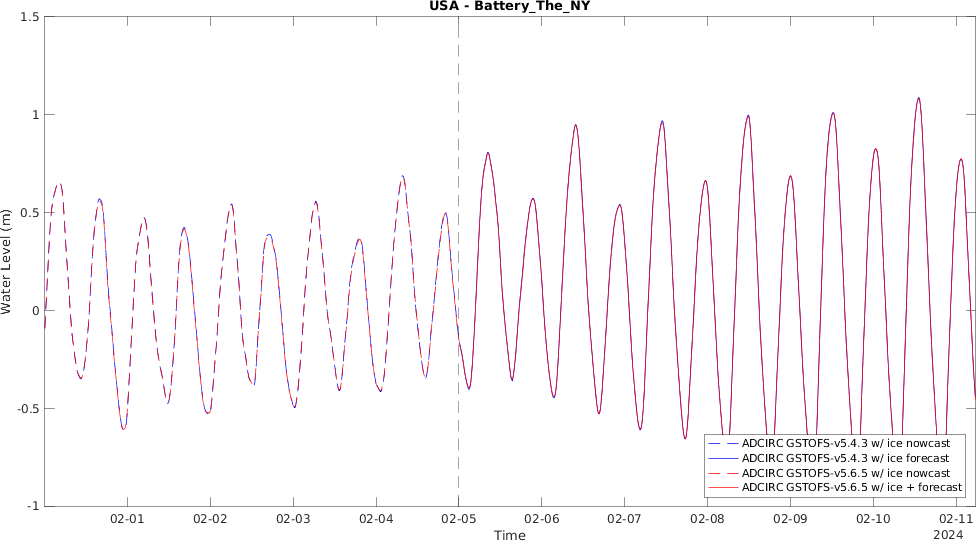 USA - Battery_The_NY
1.5
1
0.5
0
-0.5
-1
Water Level (m)
ADCIRC GSTOFS-v5.4.3 w/ ice nowcast
ADCIRC GSTOFS-v5.4.3 w/ ice forecast
ADCIRC GSTOFS-v5.6.5 w/ ice nowcast
ADCIRC GSTOFS-v5.6.5 w/ ice + forecast
02-01 02-02 02-03 02-04 02-05 02-06 02-07 02-08 02-09 02-10 02-11
Time
2024